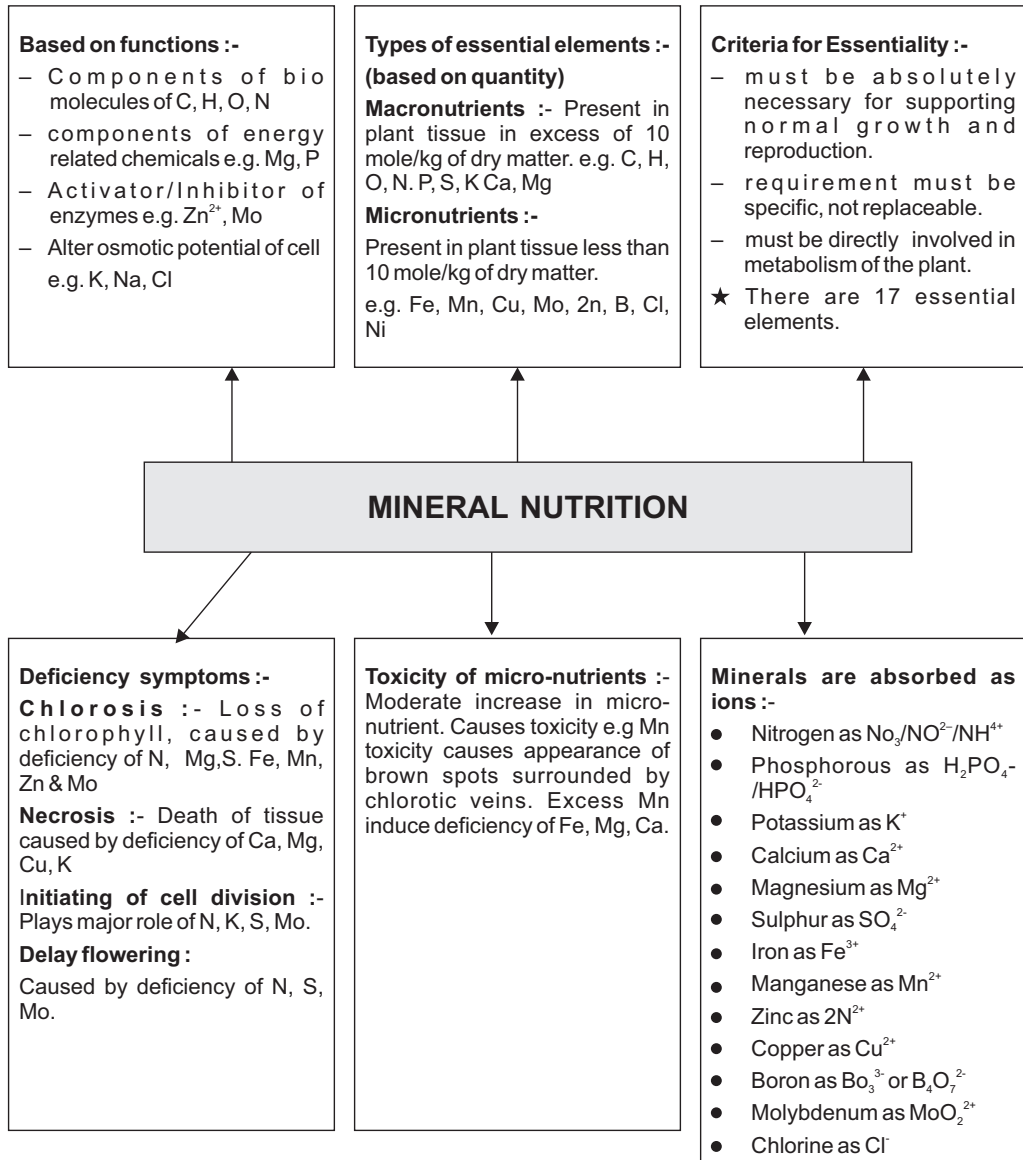 Based on functions :-
– Components of bio
molecules of C, H, O, N
– components of energy
related chemicals e.g. Mg, P
– Activator/Inhibitor of
enzymes e.g. Zn²⁺, Mo
– Alter osmotic potential of cell
e.g. K, Na, Cl
Types of essential elements :-
(based on quantity)
Macronutrients :- Present in
plant tissue in excess of 10
mole/kg of dry matter. e.g. C, H,
O, N. P, S, K Ca, Mg
Micronutrients :-
Present in plant tissue less than
10 mole/kg of dry matter.
e.g. Fe, Mn, Cu, Mo, 2n, B, Cl,
Ni
Criteria for Essentiality :-
– must be absolutely
necessary for supporting
normal growth and
reproduction.
– requirement must be
specific, not replaceable.
– must be directly involved in
metabolism of the plant.
★ There are 17 essential
elements.
MINERAL NUTRITION
Deficiency symptoms :-
Chlorosis :- Loss of
chlorophyll, caused by
deficiency of N, Mg,S. Fe, Mn,
Zn & Mo
Necrosis :- Death of tissue
caused by deficiency of Ca, Mg,
Cu, K
Initiating of cell division :-
Plays major role of N, K, S, Mo.
Delay flowering :
Caused by deficiency of N, S,
Mo.
Toxicity of micro-nutrients :-
Moderate increase in micro-
nutrient. Causes toxicity e.g Mn
toxicity causes appearance of
brown spots surrounded by
chlorotic veins. Excess Mn
induce deficiency of Fe, Mg, Ca.
Minerals are absorbed as
ions :-
● Nitrogen as No₃/NO²⁻/NH⁴⁺
● Phosphorous as H₂PO₄-
/HPO₄²⁻
● Potassium as K⁺
● Calcium as Ca²⁺
● Magnesium as Mg²⁺
● Sulphur as SO₄²⁻
● Iron as Fe³⁺
● Manganese as Mn²⁺
● Zinc as 2N²⁺
● Copper as Cu²⁺
● Boron as Bo₃³⁻ or B₄O₇²⁻
● Molybdenum as MoO₂²⁺
● Chlorine as Cl⁻